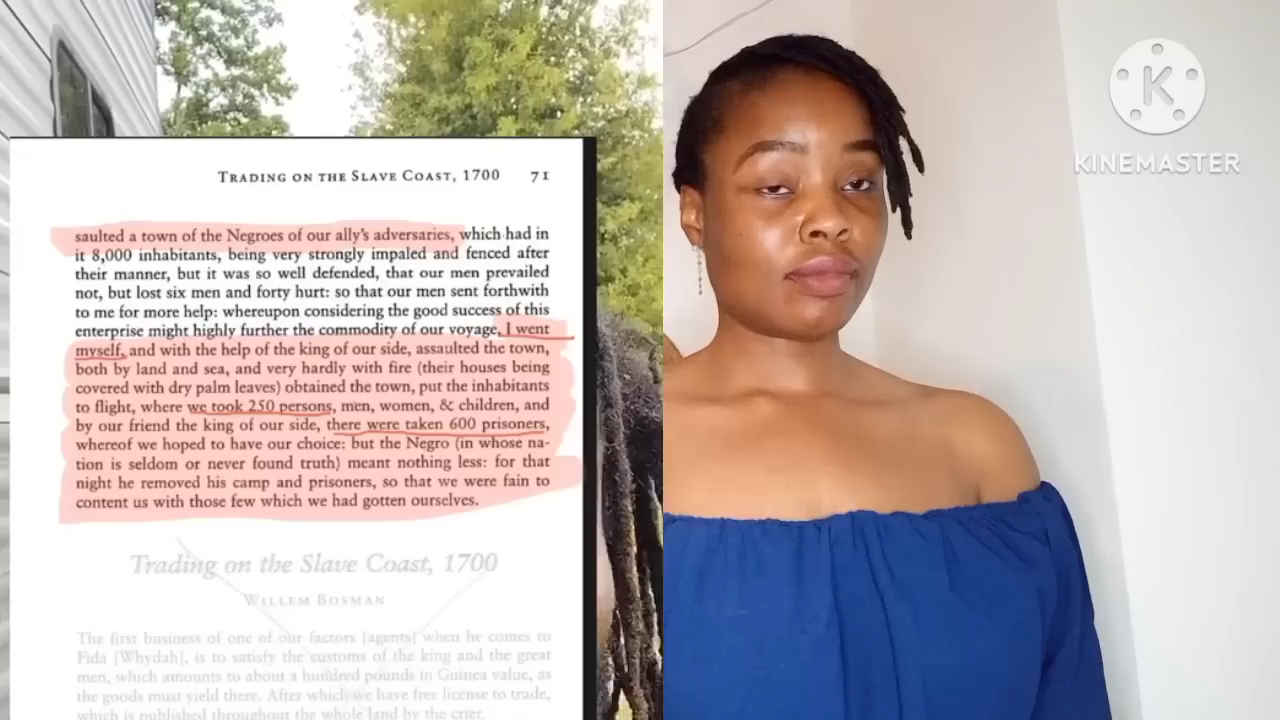 TRADING ON THE SLAVE COAST, 1700 71
saulted a town of the Negroes of our ally's adversaries, which had in
it 8,000 inhabitants, being very strongly impaled and fenced after
their manner, but it was so well defended, that our men prevailed
not, but lost six men and forty hurt: so that our men sent forthwith
to me for more help: whereupon considering the good success of this
enterprise might highly further the commodity of our voyage, I went
myself, and with the help of the king of our side, assaulted the town,
both by land and sea, and very hardly with fire (their houses being
covered with dry palm leaves) obtained the town, put the inhabitants
to flight, where we took 250 persons, men, women, & children, and
by our friend the king of our side, there were taken 600 prisoners,
whereof we hoped to have our choice: but the Negro (in whose na-
tion is seldom or never found truth) meant nothing less: for that
night he removed his camp and prisoners, so that we were fain to
content us with those few which we had gotten ourselves.
Trading on the Slave Coast, 1700
WILLEM BOSMAN
The first business of one of our factors [agents] when he comes to
Fida [Whydah], is to satisfy the customs of the king and the great
men, which amounts to about a hundred pounds in Guinea value, as
the goods must yield there. After which we have free license to trade,
which is published throughout the whole land by the crier.
K
KINEMASTER